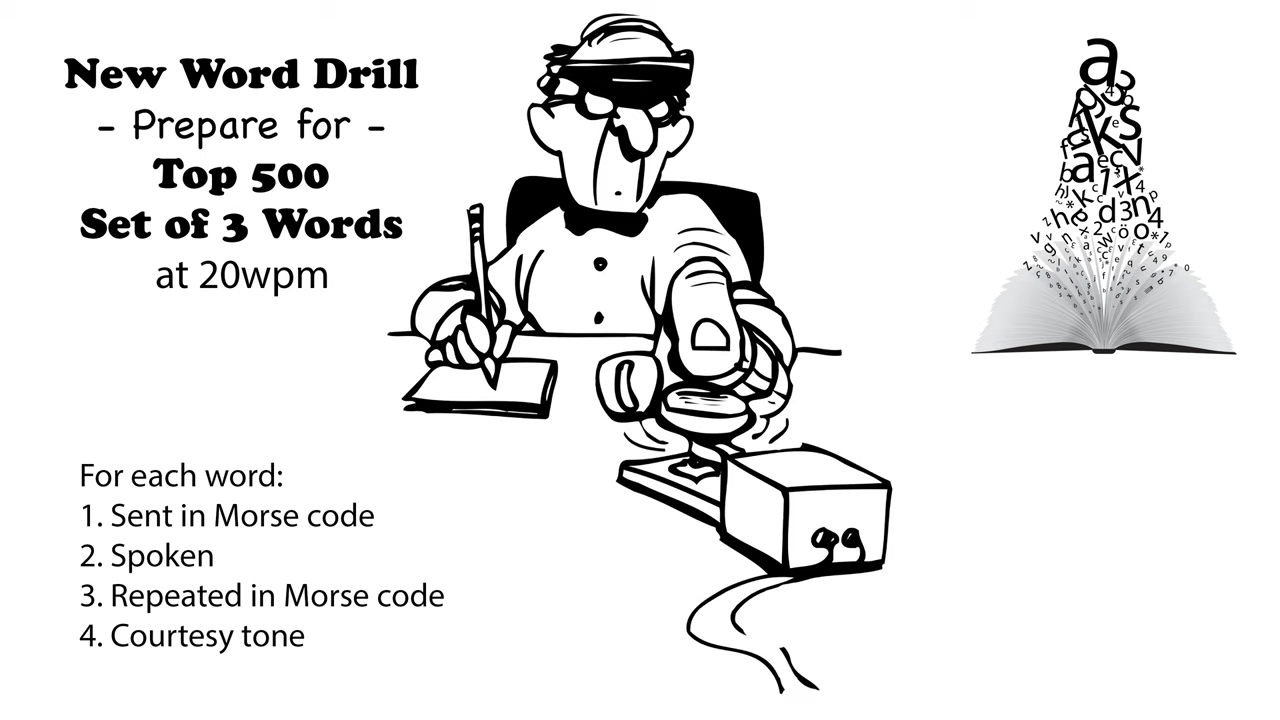 New Word Drill
- Prepare for -
Top 500
Set of 3 Words
at 20wpm
For each word:
1. Sent in Morse code
2. Spoken
3. Repeated in Morse code
4. Courtesy tone